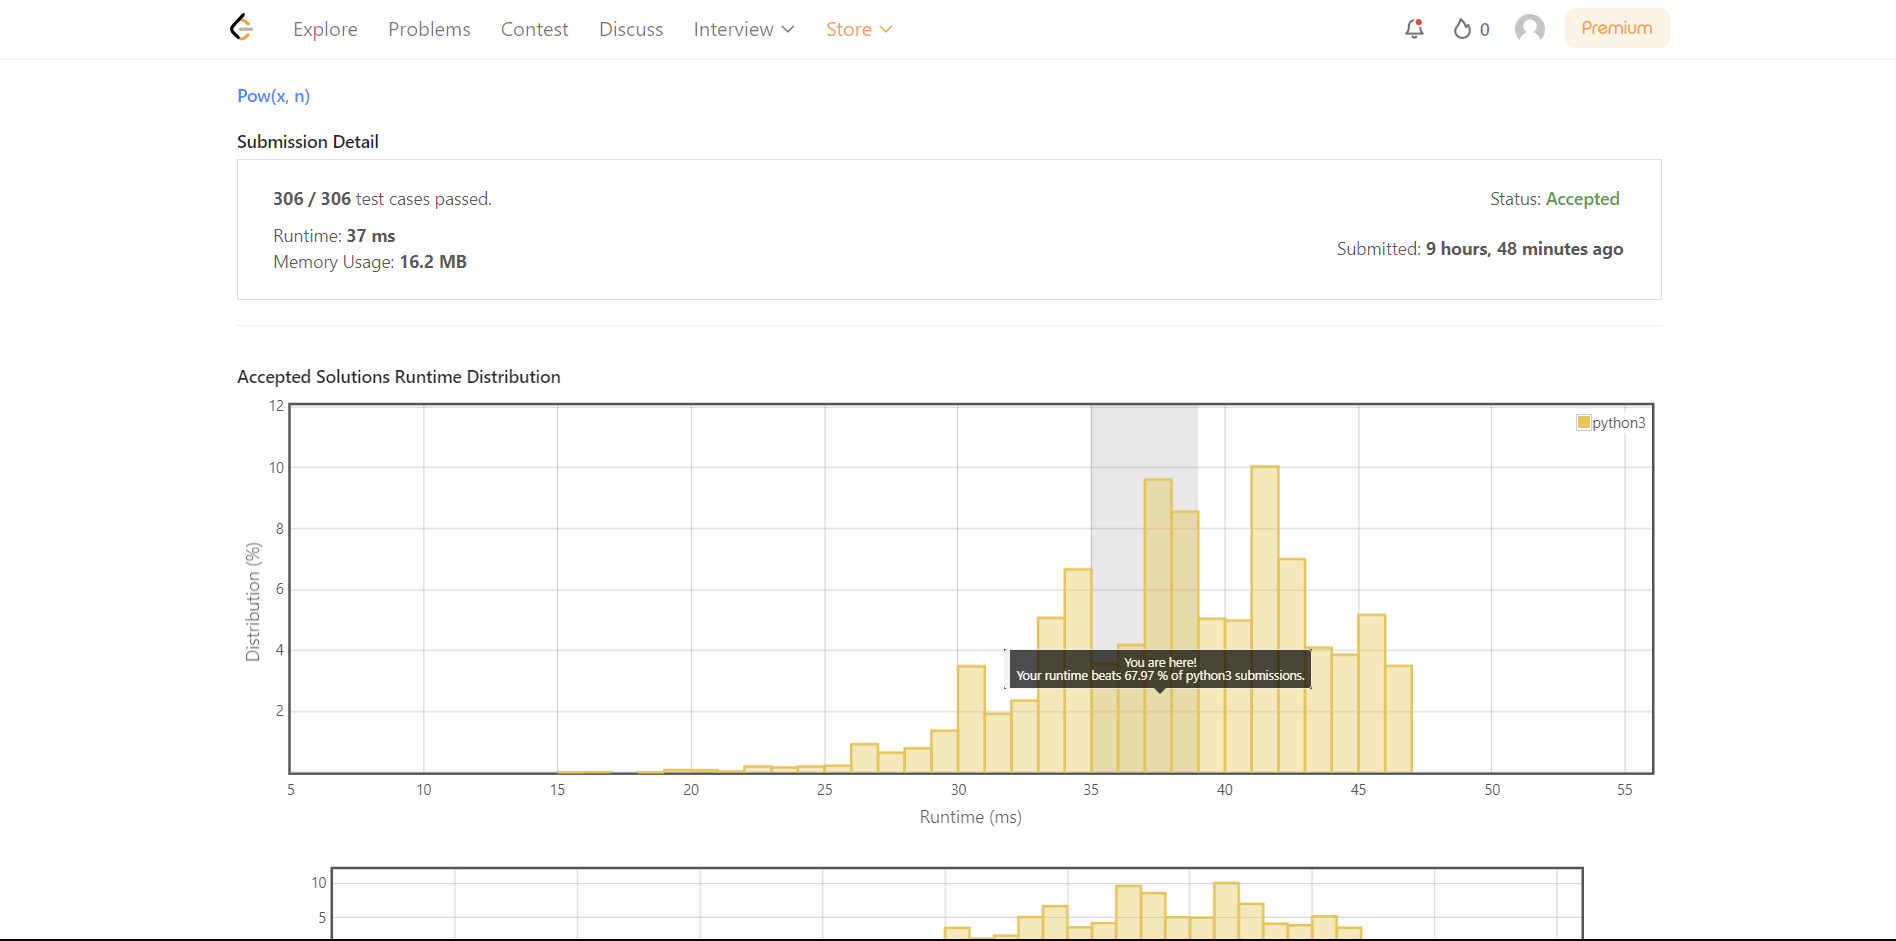 Explore Problems Contest Discuss Interview Store 0 Premium
Pow(x, n)
Submission Detail
306 / 306 test cases passed.
Status: Accepted
Runtime: 37 ms
Memory Usage: 16.2 MB
Submitted: 9 hours, 48 minutes ago
Accepted Solutions Runtime Distribution
12
10
8
6
4
2
Distribution (%)
python3
You are here!
Your runtime beats 67.97 % of python3 submissions.
5 10 15 20 25 30 35 40 45 50 55
Runtime (ms)
10
5